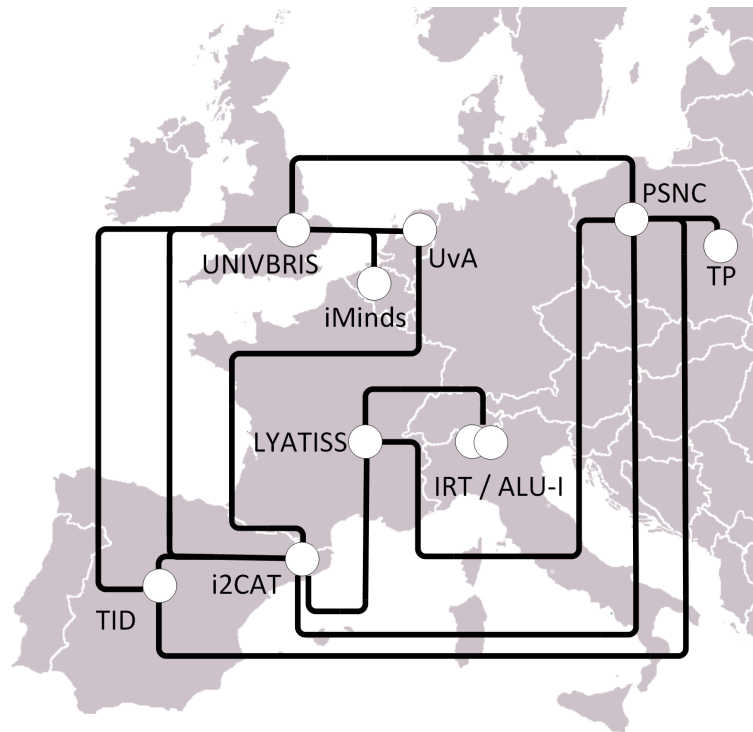 PSNC
UNIVBRIS
UvA
TP
iMinds
LYATISS
IRT / ALU-I
i2CAT
TID